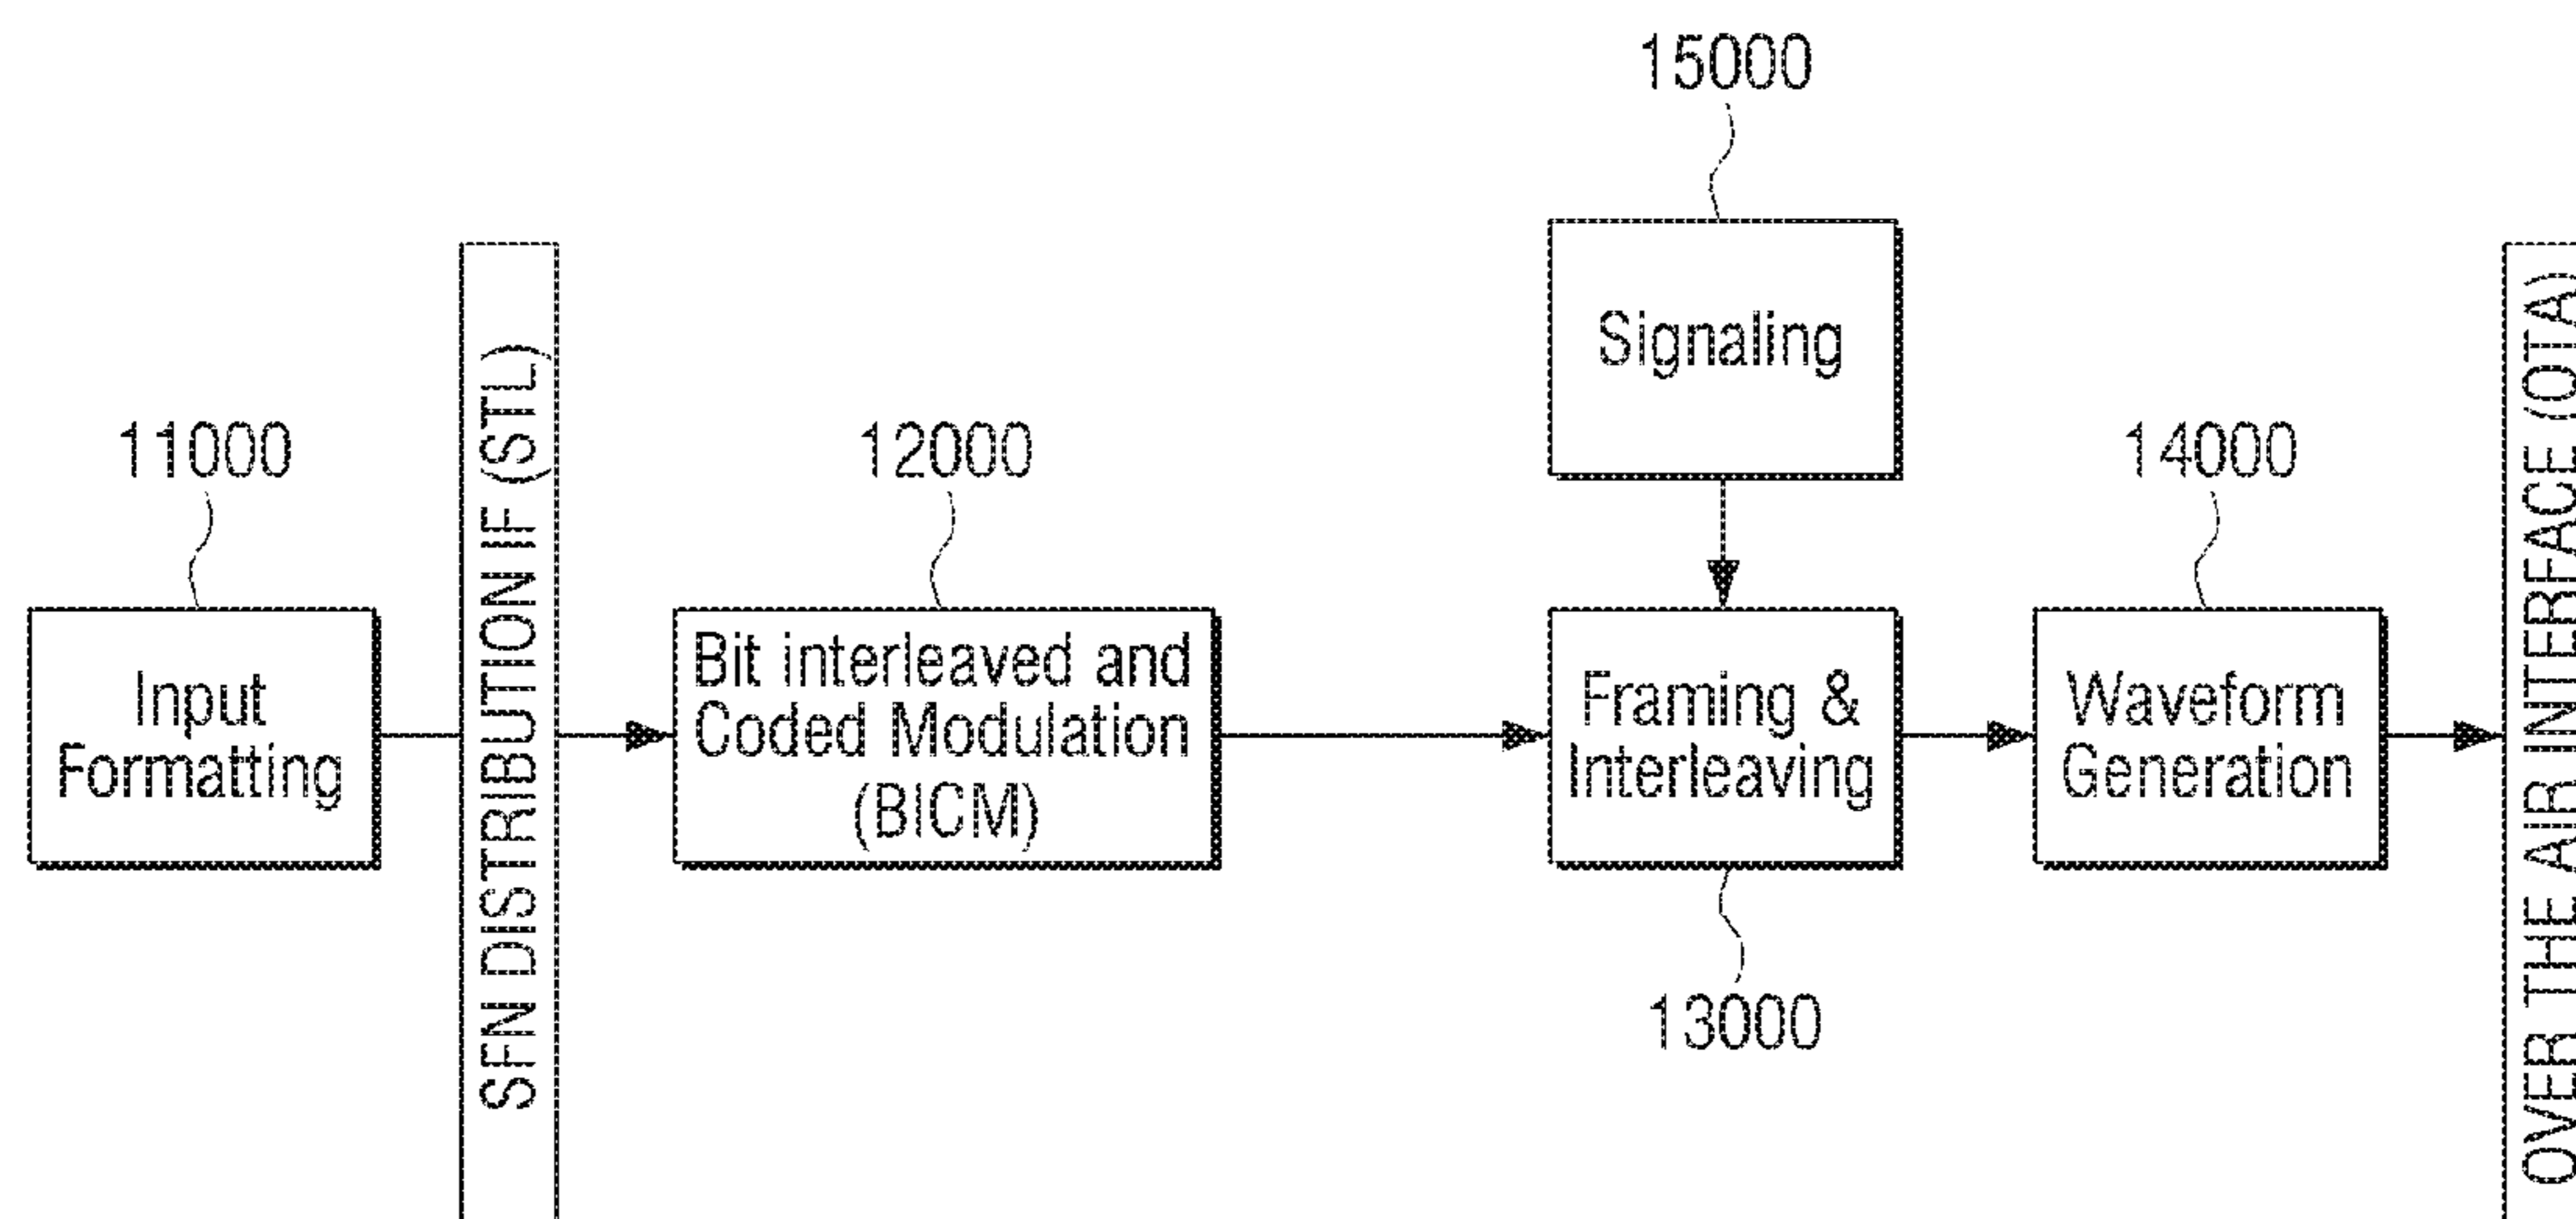 15000
Signaling
11000
Input
Formatting
SFN DISTRIBUTION IF (STL)
12000
Bit interleaved and
Coded Modulation
(BICM)
Framing &
Interleaving
13000
14000
Waveform
Generation
OVER THE AIR INTERFACE (OTA)